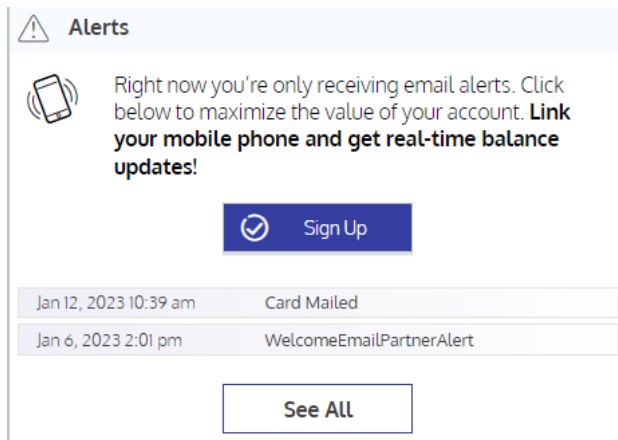 Alerts
Right now you're only receiving email alerts. Click
below to maximize the value of your account. Link
your mobile phone and get real-time balance
updates!
Sign Up
Jan 12, 2023 10:39 am Card Mailed
Jan 6, 2023 2:01 pm WelcomeEmailPartnerAlert
See All